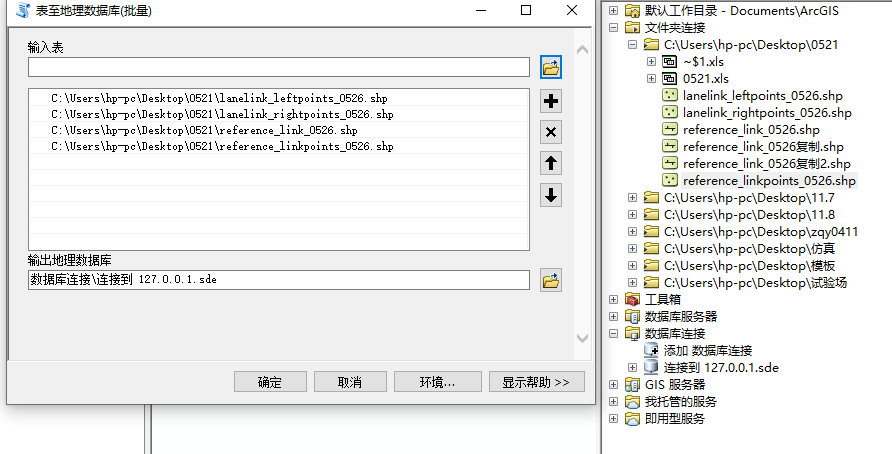 表至地理数据库(批量)
输入表
C:\Users\hp-pc\Desktop\0521\lanelink_leftpoints_0526.shp
C:\Users\hp-pc\Desktop\0521\lanelink_rightpoints_0526.shp
C:\Users\hp-pc\Desktop\0521\reference_link_0526.shp
C:\Users\hp-pc\Desktop\0521\reference_linkpoints_0526.shp
输出地理数据库
数据库连接\连接到 127.0.0.1.sde
确定
取消
环境...
显示帮助 >>
默认工作目录 - Documents\ArcGIS
文件夹连接
C:\Users\hp-pc\Desktop\0521
~$1.xls
0521.xls
lanelink_leftpoints_0526.shp
lanelink_rightpoints_0526.shp
reference_link_0526.shp
reference_link_0526复制.shp
reference_link_0526复制2.shp
reference_linkpoints_0526.shp
C:\Users\hp-pc\Desktop\11.7
C:\Users\hp-pc\Desktop\11.8
C:\Users\hp-pc\Desktop\zqy0411
C:\Users\hp-pc\Desktop\仿真
C:\Users\hp-pc\Desktop\模板
C:\Users\hp-pc\Desktop\试验场
工具箱
数据库服务器
数据库连接
添加 数据库连接
连接到 127.0.0.1.sde
GIS 服务器
我托管的服务
即用型服务